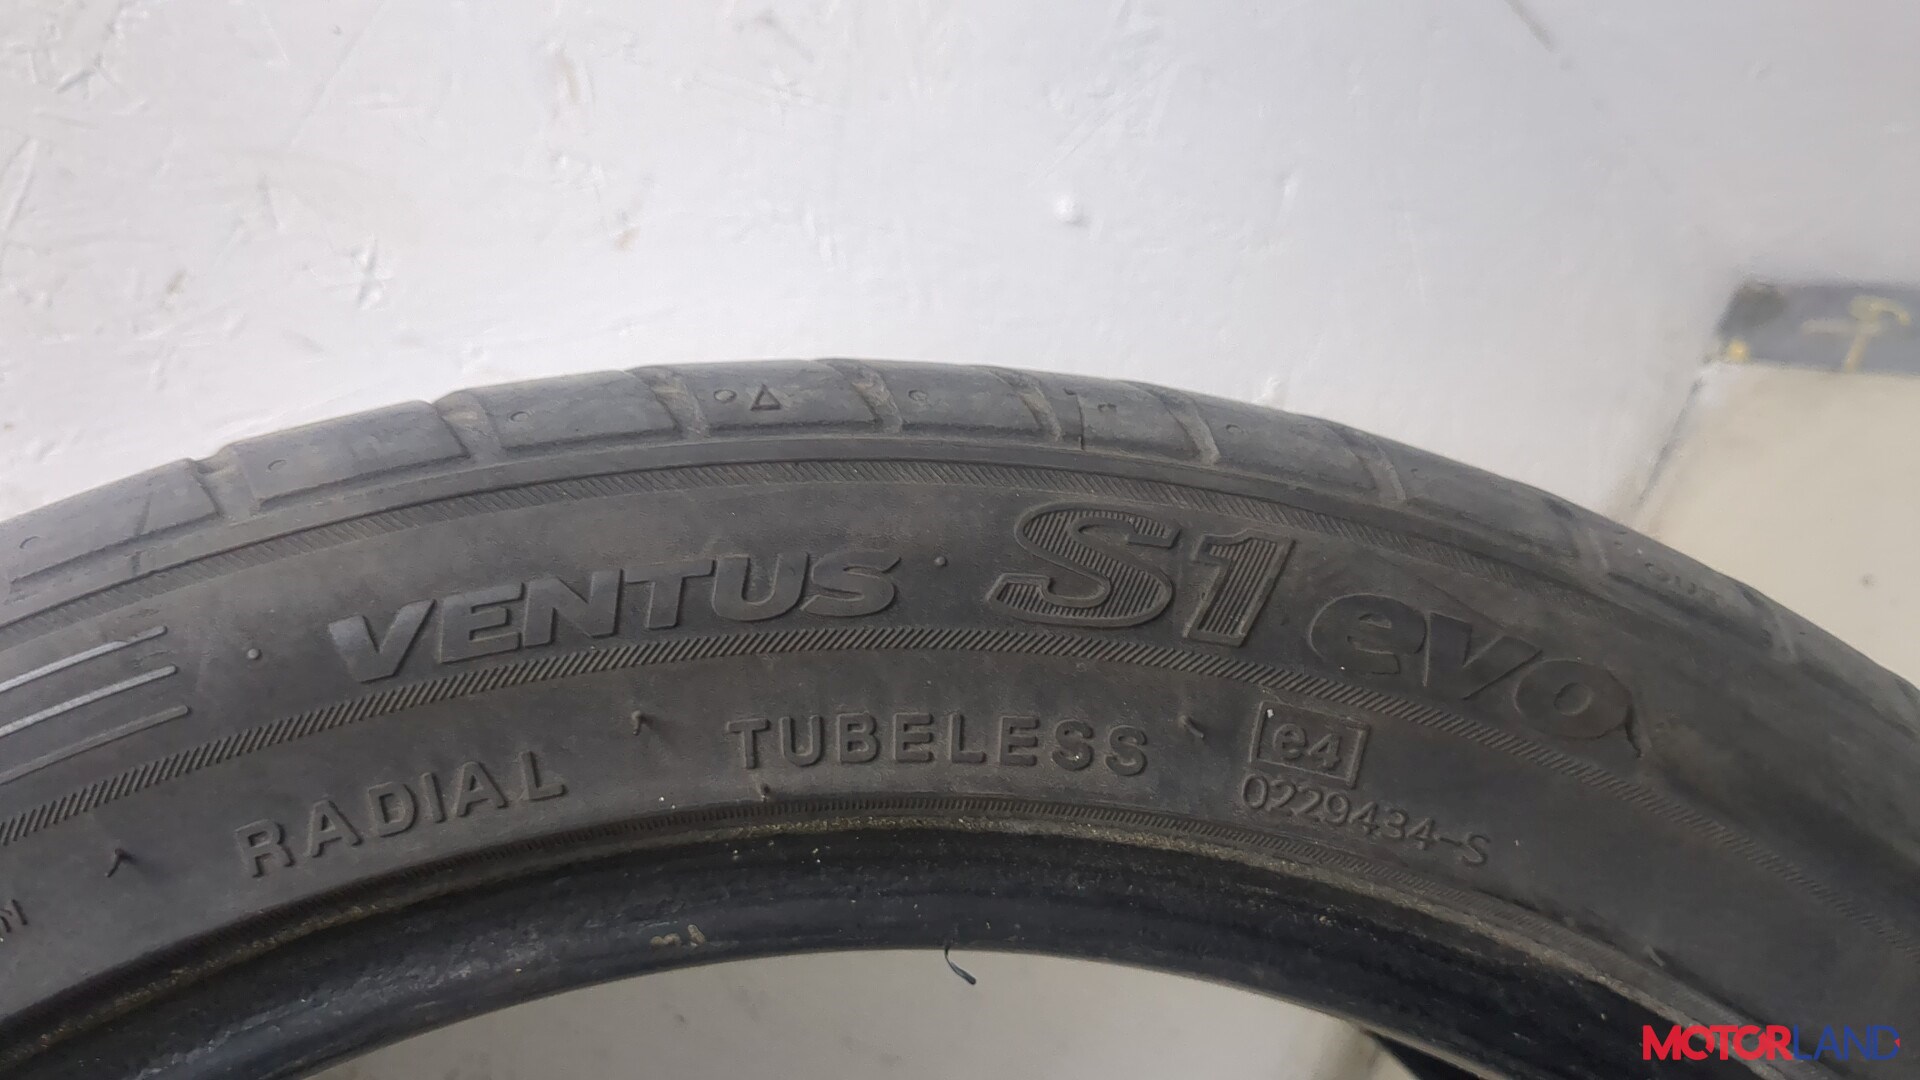 VENTUS S1 evo
RADIAL TUBELESS e4
0229434-S
MOTORLAND